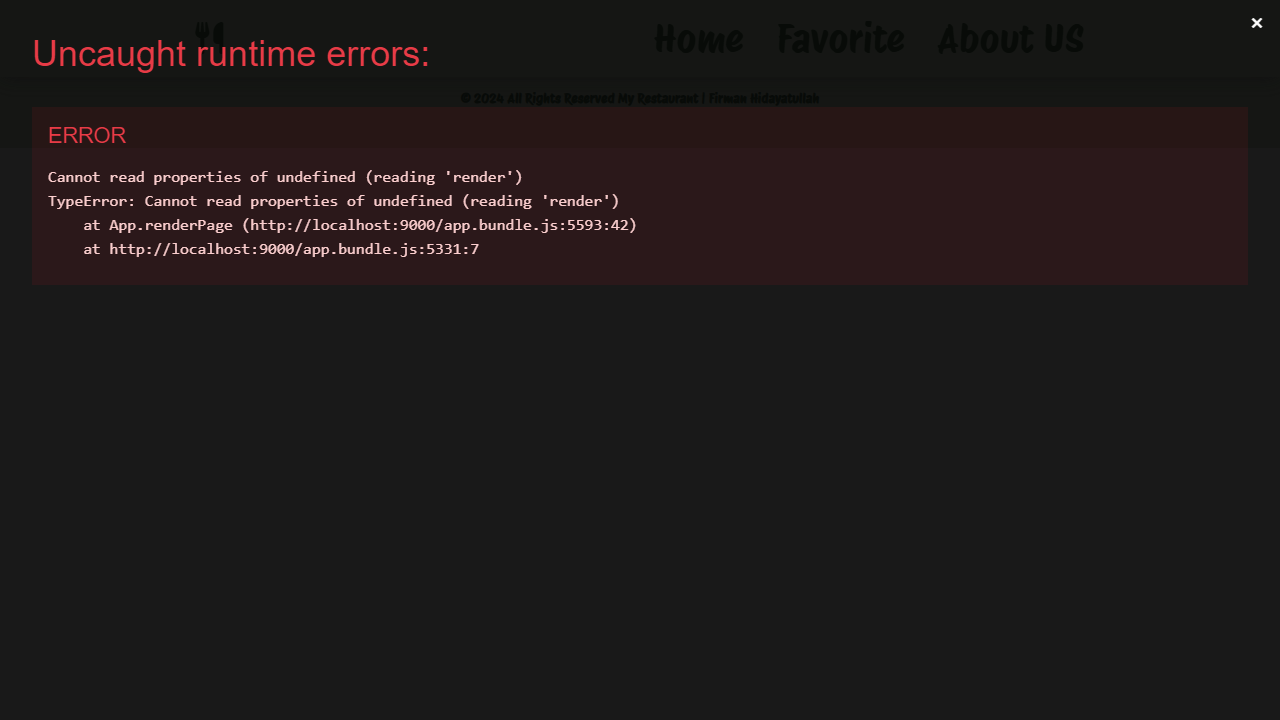 Home Favorite About US
Uncaught runtime errors:
© 2024 All Rights Reserved My Restaurant | Firman Hidayatullah
ERROR
Cannot read properties of undefined (reading 'render')
TypeError: Cannot read properties of undefined (reading 'render')
at App.renderPage (http://localhost:9000/app.bundle.js:5593:42)
at http://localhost:9000/app.bundle.js:5331:7